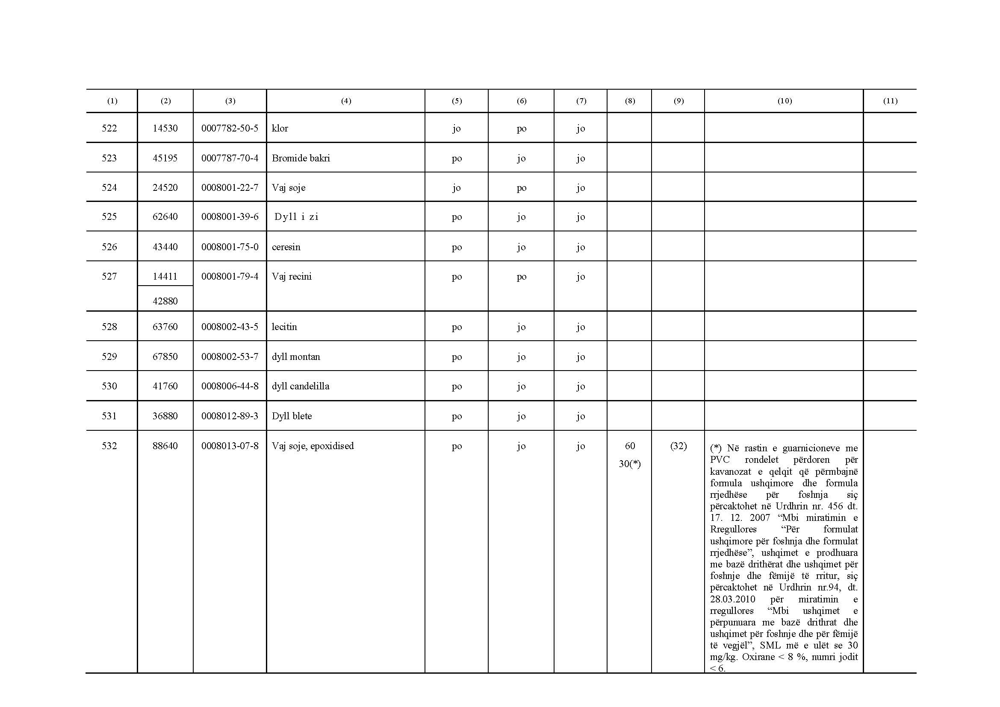 (1) (2) (3) (4) (5) (6) (7) (8) (9) (10) (11)
522 14530 0007782-50-5 klor jo po jo
523 45195 0007787-70-4 Bromide bakri po jo jo
524 24520 0008001-22-7 Vaj soje jo po jo
525 62640 0008001-39-6 Dyll i zi po jo jo
526 43440 0008001-75-0 ceresin po jo jo
527 14411 0008001-79-4 Vaj recini po po jo
42880
528 63760 0008002-43-5 lecitin po jo jo
529 67850 0008002-53-7 dyll montan po jo jo
530 41760 0008006-44-8 dyll candelilla po jo jo
531 36880 0008012-89-3 Dyll blete po jo jo
532 88640 0008013-07-8 Vaj soje, epoxidised po jo jo 60 (32)
30(*)
(*) Në rastin e guarnicioneve me
PVC rondelet përdoren për
kavanozat e qelqit që përmbajnë
formula ushqimore dhe formula
rrjedhëse për foshnja siç
përcaktohet në Urdhrin nr. 456 dt.
17. 12. 2007 “Mbi miratimin e
Rregullores “Për formulat
ushqimore për foshnja dhe formulat
rrjedhëse”, ushqimet e prodhuara
me bazë drithërat dhe ushqimet për
foshnje dhe fëmijë të rritur, siç
përcaktohet në Urdhrin nr.94, dt.
28.03.2010 për miratimin e
rregullores “Mbi ushqimet e
përpunuara me bazë drithrat dhe
ushqimet për foshnje dhe për fëmijë
të vegjël”, SML më e ulët se 30
mg/kg. Oxirane < 8 %, numri jodit
< 6.